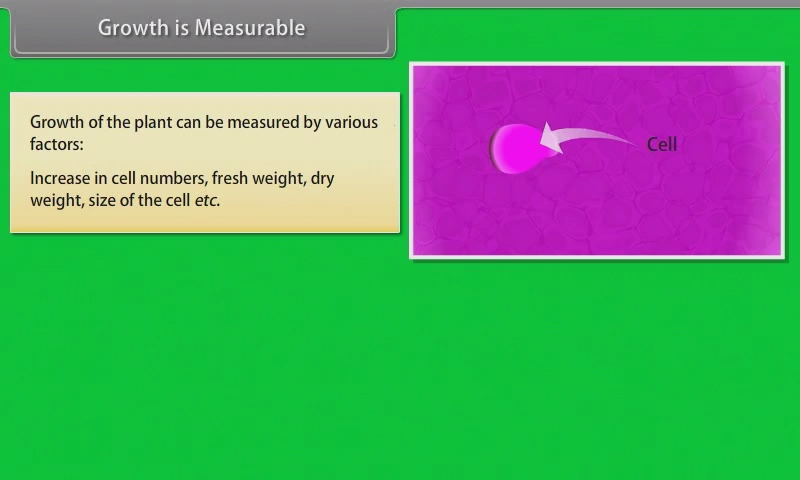 Growth is Measurable
Growth of the plant can be measured by various
factors:
Increase in cell numbers, fresh weight, dry
weight, size of the cell etc.
Cell